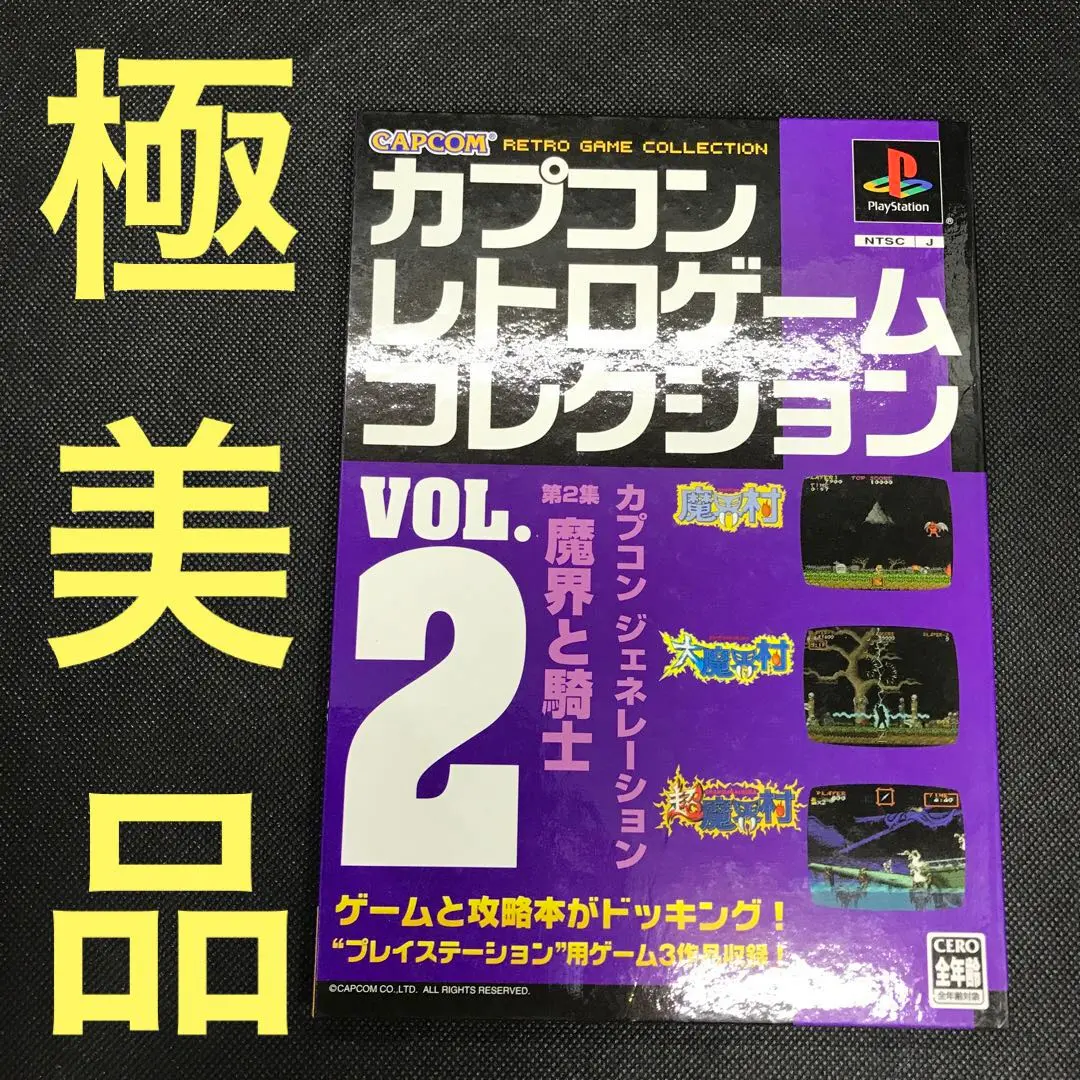 極美品
CAPCOM RETRO GAME COLLECTION
カプコン
レトロゲーム
コレクション
PlayStation
NTSC J
VOL.
2
カプコン ジェネレーション
第2集 魔界と騎士
魔界村
大魔界村
超魔界村
ゲームと攻略本がドッキング！
“プレイステーション”用ゲーム3作品収録！
©CAPCOM CO.,LTD. ALL RIGHTS RESERVED.
CERO
全年齢
全年齢対象